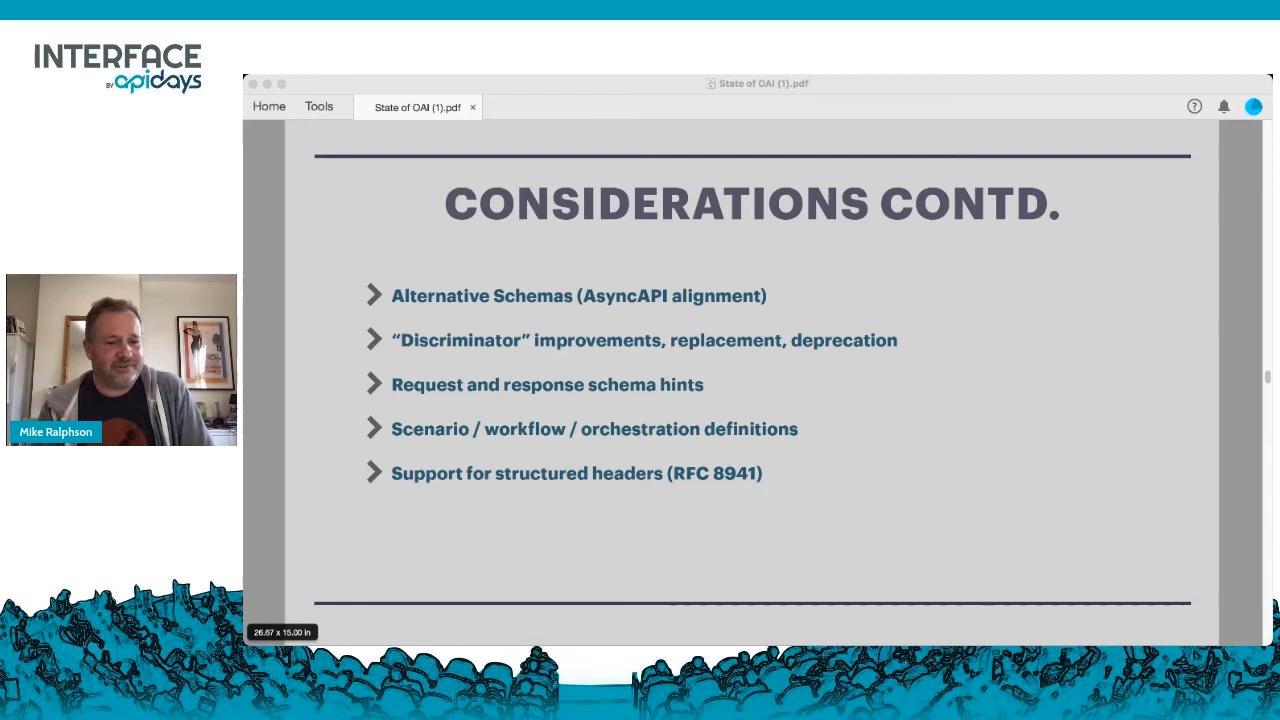 INTERFACE
BY apidays
State of OAI (1).pdf
Home Tools State of OAI (1).pdf ×
CONSIDERATIONS CONTD.
Alternative Schemas (AsyncAPI alignment)
“Discriminator” improvements, replacement, deprecation
Request and response schema hints
Scenario / workflow / orchestration definitions
Support for structured headers (RFC 8941)
Mike Ralphson
26.67 x 15.00 in